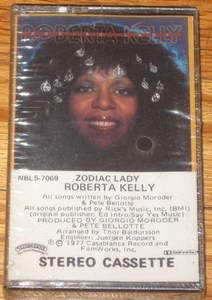 ROBERTA KELLY
NBLS-7069 ZODIAC LADY
ROBERTA KELLY
All songs written by Giorgio Moroder
& Pete Bellotte
All songs published by Rick's Music, Inc. (BMI)
(original publisher: Ed Intro/Say Yes Music)
PRODUCED BY GIORGIO MORODER
& PETE BELLOTTE
Arranged by Thor Baldursson
Engineer: Juergen Koppers
© 1977 Casablanca Record and
FilmWorks, Inc.
STEREO CASSETTE